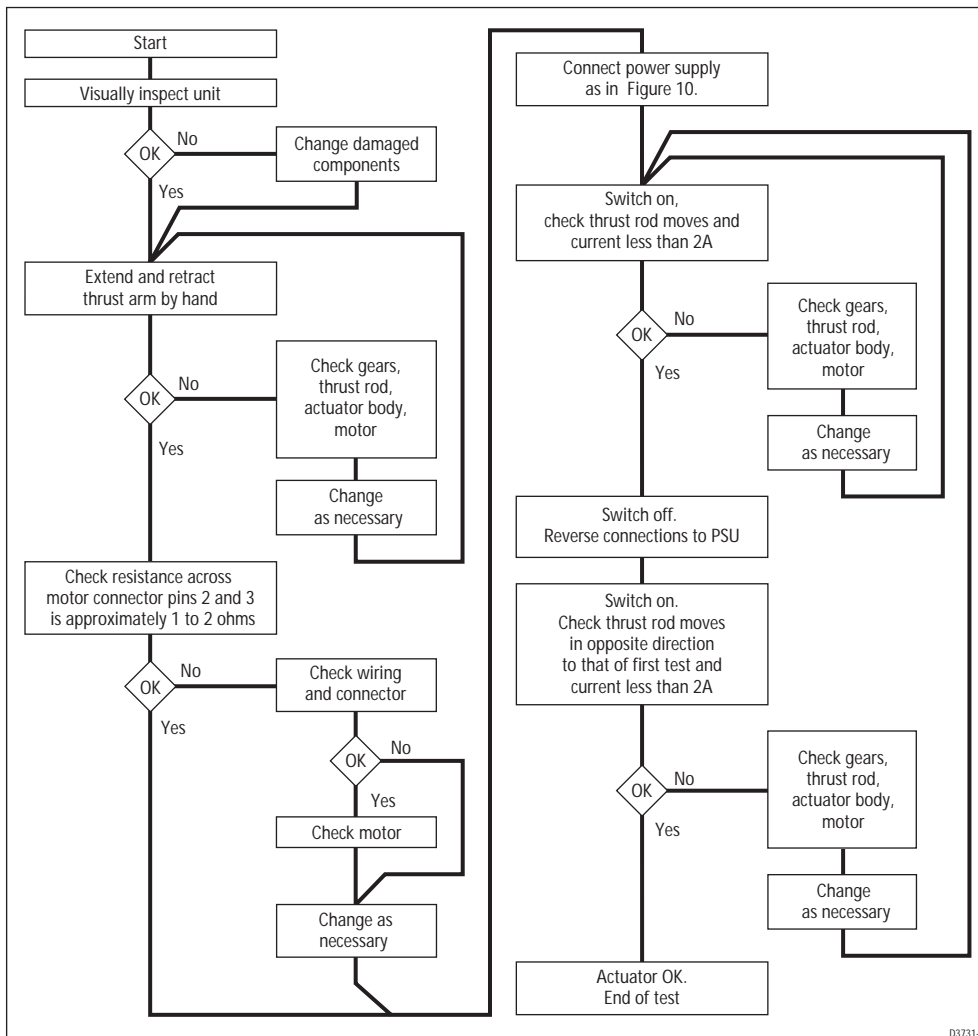 Start
Visually inspect unit
OK
No
Yes
Change damaged
components
Extend and retract
thrust arm by hand
OK
No
Yes
Check gears,
thrust rod,
actuator body,
motor
Change
as necessary
Check resistance across
motor connector pins 2 and 3
is approximately 1 to 2 ohms
OK
No
Yes
Check wiring
and connector
OK
No
Yes
Check motor
Change as
necessary
Connect power supply
as in Figure 10.
Switch on,
check thrust rod moves and
current less than 2A
OK
No
Yes
Check gears,
thrust rod,
actuator body,
motor
Change
as necessary
Switch off.
Reverse connections to PSU
Switch on.
Check thrust rod moves
in opposite direction
to that of first test and
current less than 2A
OK
No
Yes
Check gears,
thrust rod,
actuator body,
motor
Change
as necessary
Actuator OK.
End of test
D3731-